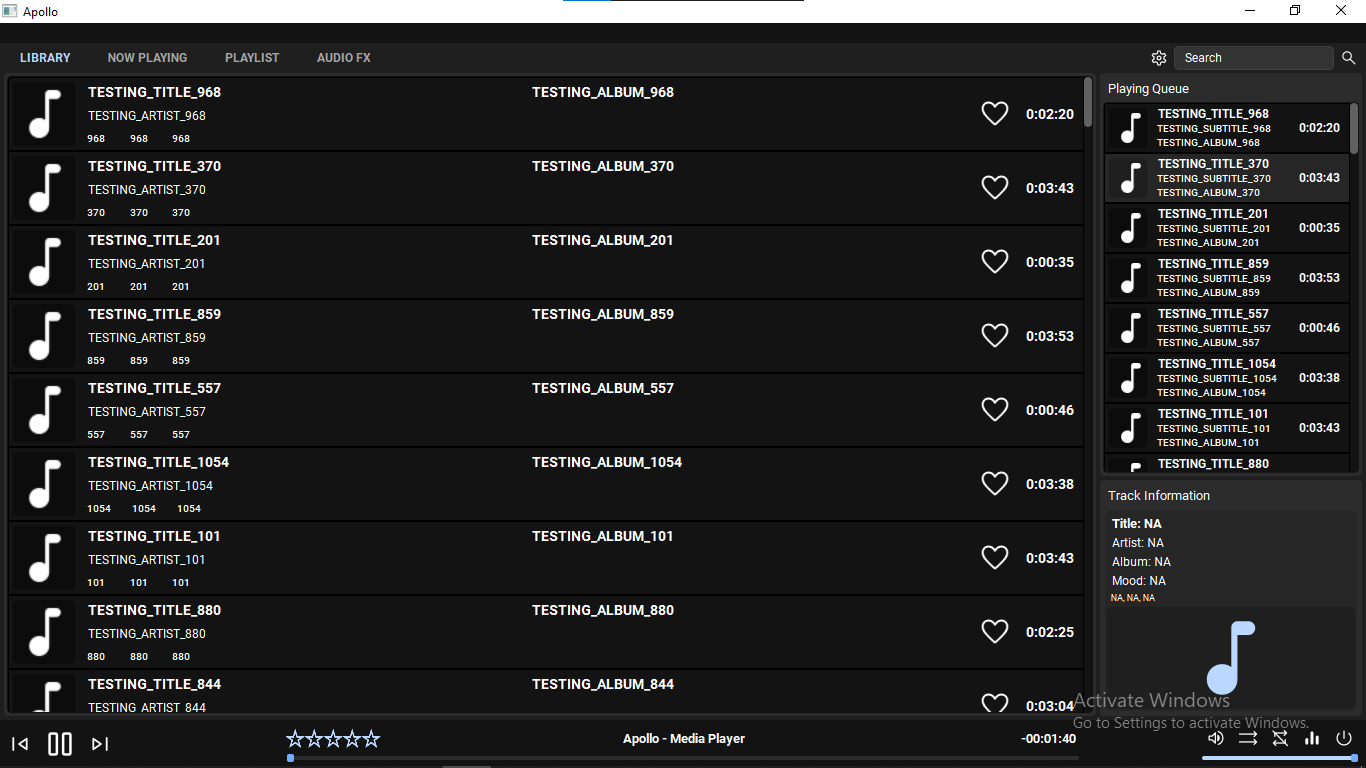 Apollo
LIBRARY NOW PLAYING PLAYLIST AUDIO FX Search
TESTING_TITLE_968 TESTING_ALBUM_968
TESTING_ARTIST_968 0:02:20
968 968 968
TESTING_TITLE_370 TESTING_ALBUM_370
TESTING_ARTIST_370 0:03:43
370 370 370
TESTING_TITLE_201 TESTING_ALBUM_201
TESTING_ARTIST_201 0:00:35
201 201 201
TESTING_TITLE_859 TESTING_ALBUM_859
TESTING_ARTIST_859 0:03:53
859 859 859
TESTING_TITLE_557 TESTING_ALBUM_557
TESTING_ARTIST_557 0:00:46
557 557 557
TESTING_TITLE_1054 TESTING_ALBUM_1054
TESTING_ARTIST_1054 0:03:38
1054 1054 1054
TESTING_TITLE_101 TESTING_ALBUM_101
TESTING_ARTIST_101 0:03:43
101 101 101
TESTING_TITLE_880 TESTING_ALBUM_880
TESTING_ARTIST_880 0:02:25
880 880 880
TESTING_TITLE_844 TESTING_ALBUM_844
TESTING_ARTIST_844 0:03:04
Playing Queue
TESTING_TITLE_968
TESTING_SUBTITLE_968 0:02:20
TESTING_ALBUM_968
TESTING_TITLE_370
TESTING_SUBTITLE_370 0:03:43
TESTING_ALBUM_370
TESTING_TITLE_201
TESTING_SUBTITLE_201 0:00:35
TESTING_ALBUM_201
TESTING_TITLE_859
TESTING_SUBTITLE_859 0:03:53
TESTING_ALBUM_859
TESTING_TITLE_557
TESTING_SUBTITLE_557 0:00:46
TESTING_ALBUM_557
TESTING_TITLE_1054
TESTING_SUBTITLE_1054 0:03:38
TESTING_ALBUM_1054
TESTING_TITLE_101
TESTING_SUBTITLE_101 0:03:43
TESTING_ALBUM_101
TESTING_TITLE_880
Track Information
Title: NA
Artist: NA
Album: NA
Mood: NA
NA, NA, NA
Activate Windows
Go to Settings to activate Windows.
Apollo - Media Player -00:01:40